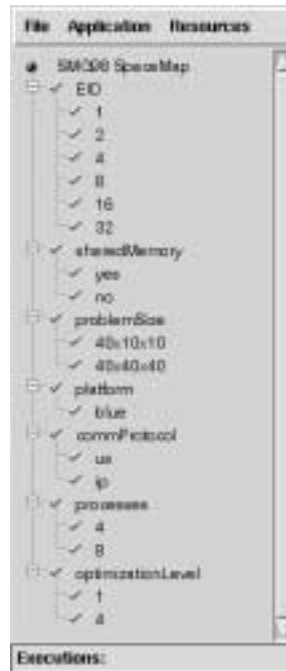 File Application Resources
SMG98 SpaceMap
EID
1
2
4
8
16
32
sharedMemory
yes
no
problemSize
40x10x10
40x40x40
platform
blue
commProtocol
us
ip
processes
4
8
optimizationLevel
1
4
Executions: